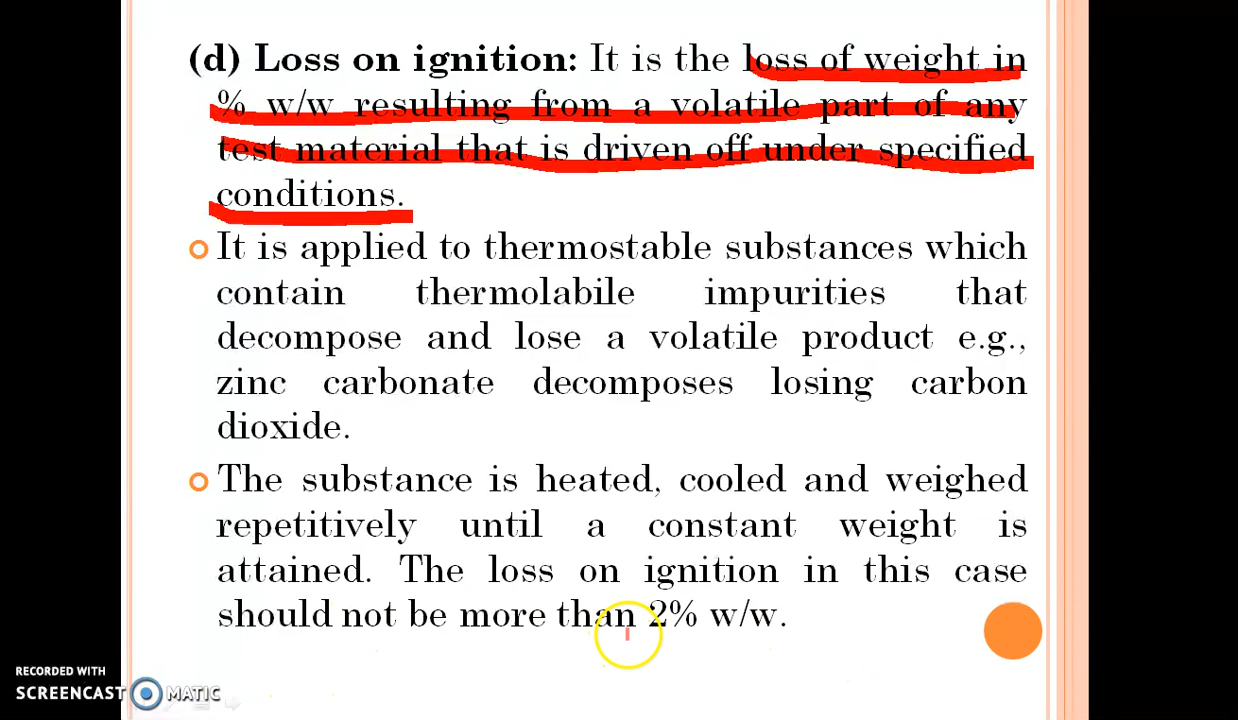 (d) Loss on ignition: It is the loss of weight in
% w/w resulting from a volatile part of any
test material that is driven off under specified
conditions.
It is applied to thermostable substances which
contain thermolabile impurities that
decompose and lose a volatile product e.g.,
zinc carbonate decomposes losing carbon
dioxide.
The substance is heated, cooled and weighed
repetitively until a constant weight is
attained. The loss on ignition in this case
should not be more than 2% w/w.
RECORDED WITH
SCREENCAST MATIC